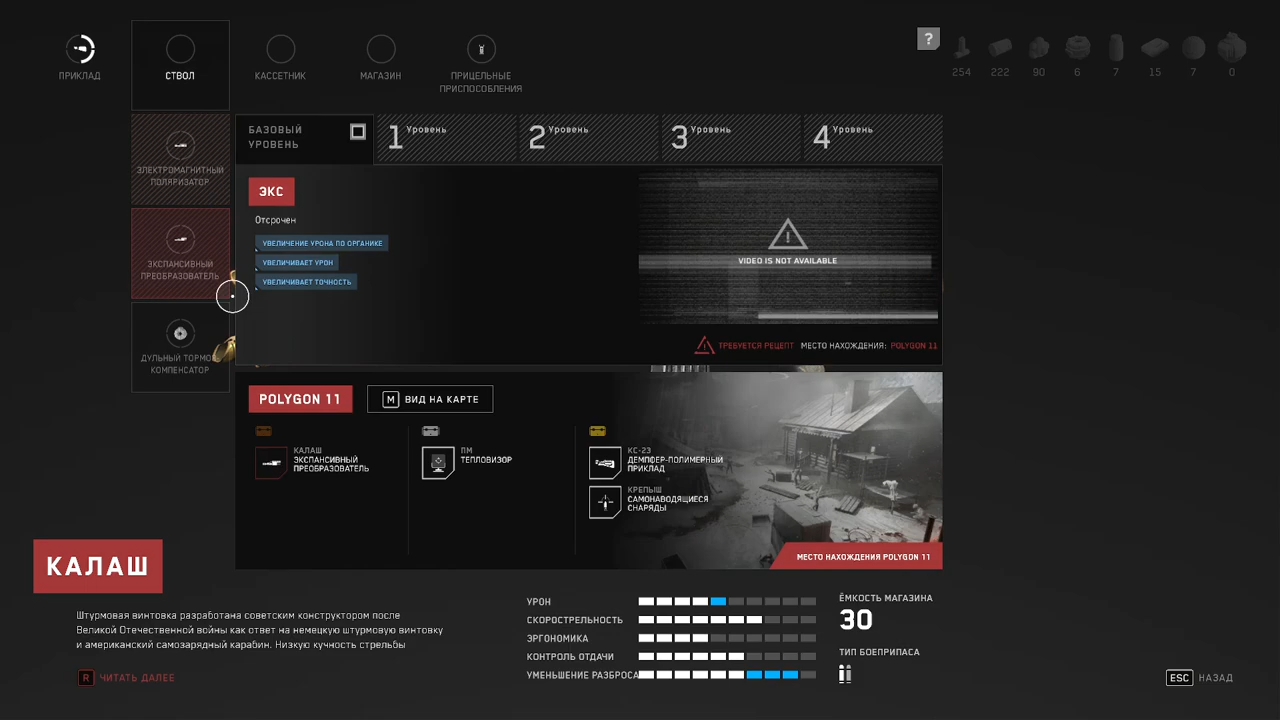 ПРИКЛАД
СТВОЛ
КАССЕТНИК
МАГАЗИН
ПРИЦЕЛЬНЫЕ
ПРИСПОСОБЛЕНИЯ
?
254 222 90 6 7 15 7 0
ЭЛЕКТРОМАГНИТНЫЙ
ПОЛЯРИЗАТОР
ЭКСПАНСИВНЫЙ
ПРЕОБРАЗОВАТЕЛЬ
ДУЛЬНЫЙ ТОРМОЗ
КОМПЕНСАТОР
БАЗОВЫЙ
УРОВЕНЬ
1 Уровень
2 Уровень
3 Уровень
4 Уровень
ЭКС
Отсрочен
УВЕЛИЧЕНИЕ УРОНА ПО ОРГАНИКЕ
УВЕЛИЧИВАЕТ УРОН
УВЕЛИЧИВАЕТ ТОЧНОСТЬ
VIDEO IS NOT AVAILABLE
ТРЕБУЕТСЯ РЕЦЕПТ МЕСТО НАХОЖДЕНИЯ: POLYGON 11
POLYGON 11
M ВИД НА КАРТЕ
КАЛАШ
ЭКСПАНСИВНЫЙ
ПРЕОБРАЗОВАТЕЛЬ
ПМ
ТЕПЛОВИЗОР
КС-23
ДЕМПФЕР-ПОЛИМЕРНЫЙ
ПРИКЛАД
КРЕПЫШ
САМОНАВОДЯЩИЕСЯ
СНАРЯДЫ
МЕСТО НАХОЖДЕНИЯ POLYGON 11
КАЛАШ
Штурмовая винтовка разработана советским конструктором после
Великой Отечественной войны как ответ на немецкую штурмовую винтовку
и американский самозарядный карабин. Низкую кучность стрельбы
R ЧИТАТЬ ДАЛЕЕ
УРОН
СКОРОСТРЕЛЬНОСТЬ
ЭРГОНОМИКА
КОНТРОЛЬ ОТДАЧИ
УМЕНЬШЕНИЕ РАЗБРОСА
ЁМКОСТЬ МАГАЗИНА
30
ТИП БОЕПРИПАСА
ESC НАЗАД